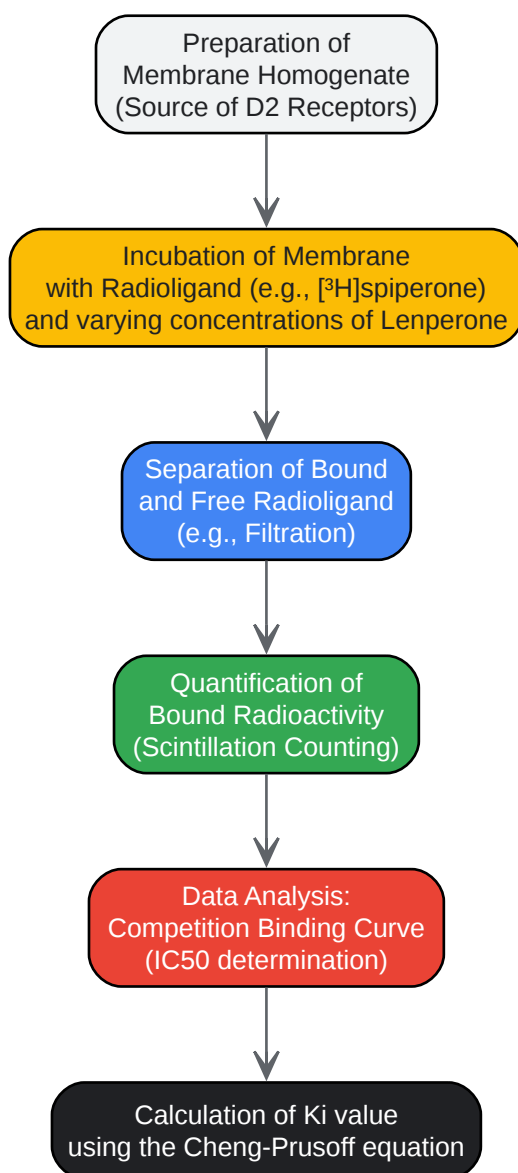 Preparation of
Membrane Homogenate
(Source of D2 Receptors)
Incubation of Membrane
with Radioligand (e.g., [³H]spiperone)
and varying concentrations of Lenperone
Separation of Bound
and Free Radioligand
(e.g., Filtration)
Quantification of
Bound Radioactivity
(Scintillation Counting)
Data Analysis:
Competition Binding Curve
(IC50 determination)
Calculation of Ki value
using the Cheng-Prusoff equation